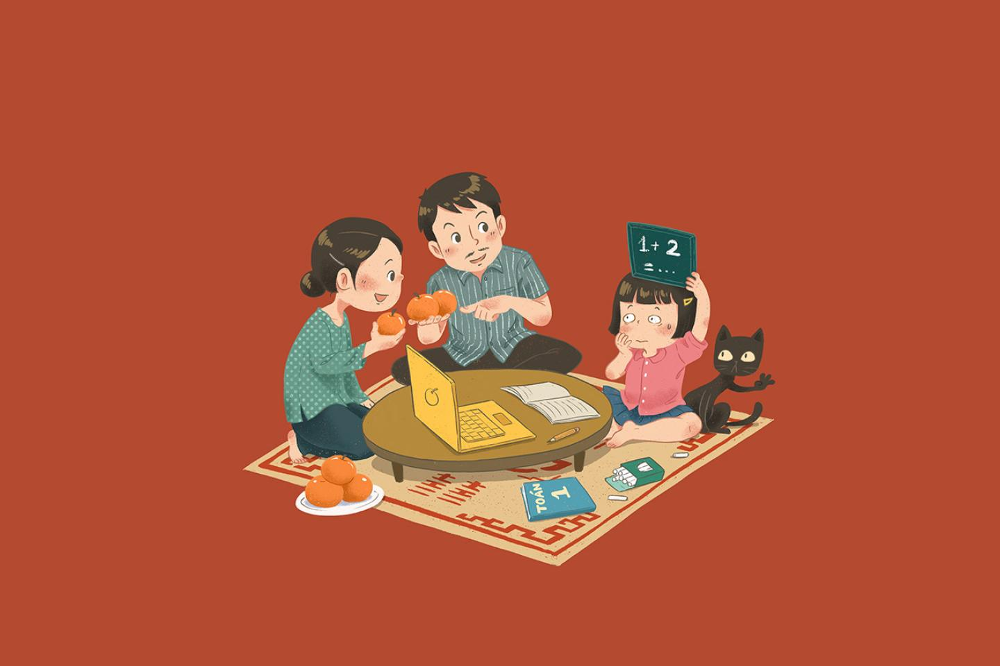 1+ 2
= ...
TOÁN
1